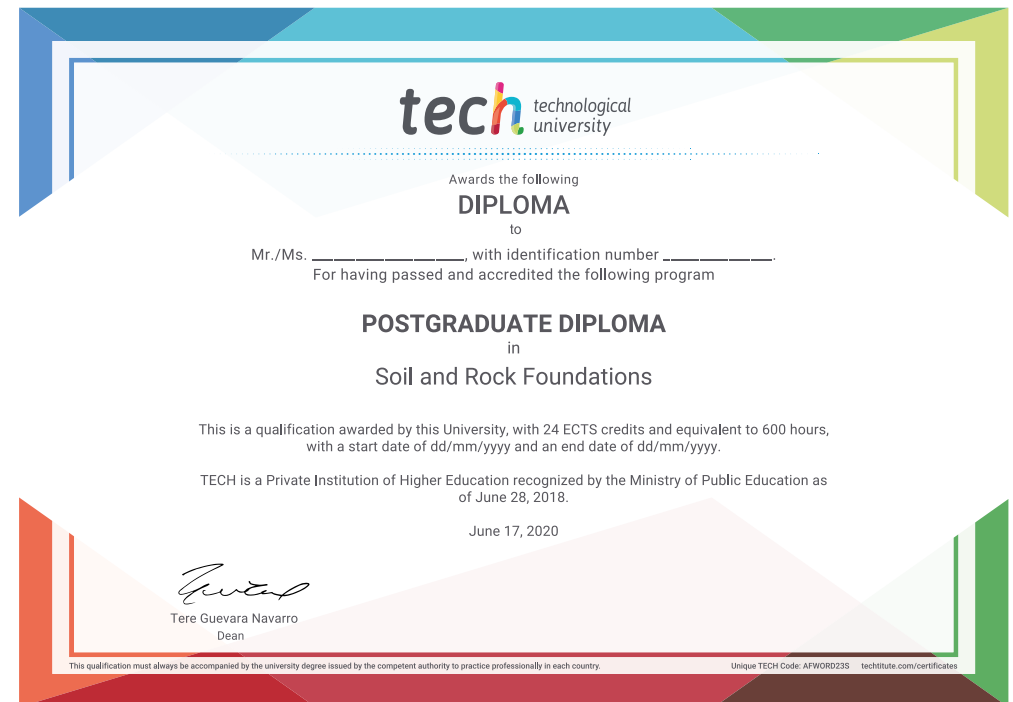 tech technological
university
Awards the following
DIPLOMA
to
Mr./Ms. _________________, with identification number _____________.
For having passed and accredited the following program
POSTGRADUATE DIPLOMA
in
Soil and Rock Foundations
This is a qualification awarded by this University, with 24 ECTS credits and equivalent to 600 hours,
with a start date of dd/mm/yyyy and an end date of dd/mm/yyyy.
TECH is a Private Institution of Higher Education recognized by the Ministry of Public Education as
of June 28, 2018.
June 17, 2020
Tere Guevara Navarro
Dean
This qualification must always be accompanied by the university degree issued by the competent authority to practice professionally in each country.
Unique TECH Code: AFWORD23S techtitute.com/certificates